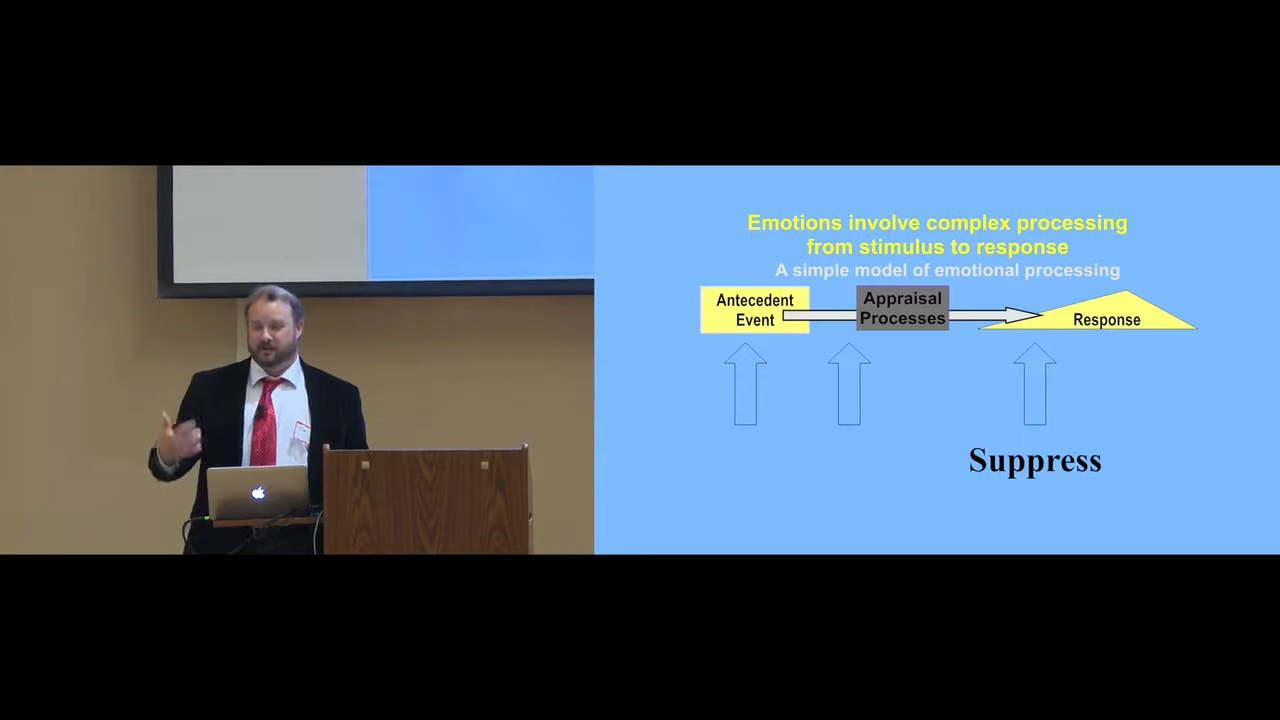 Emotions involve complex processing
from stimulus to response
A simple model of emotional processing
Antecedent
Event
Appraisal
Processes
Response
Suppress